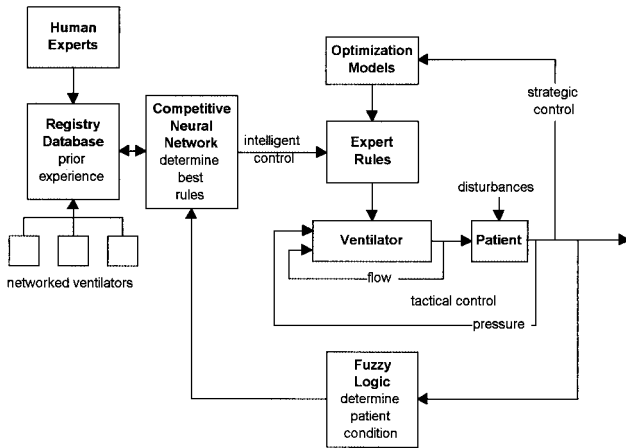 Human
Experts
Optimization
Models
strategic
control
Registry
Database
prior
experience
Competitive
Neural
Network
determine
best
rules
intelligent
control
Expert
Rules
disturbances
Ventilator
Patient
flow
networked ventilators
tactical control
pressure
Fuzzy
Logic
determine
patient
condition